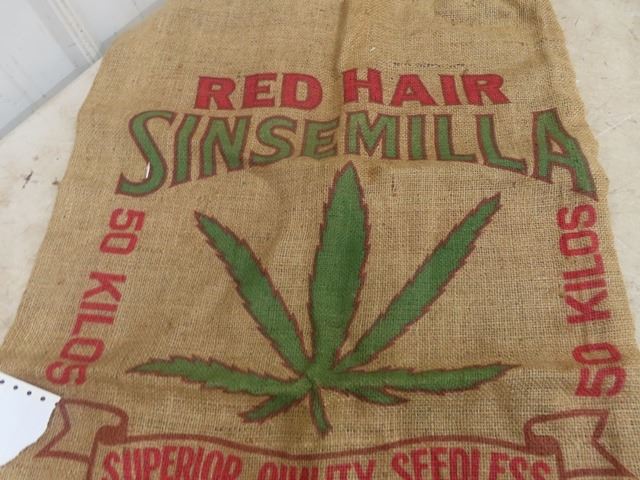 RED HAIR
SINSEMILLA
50 KILOS
50 KILOS
SUPERIOR QUALITY SEEDLESS